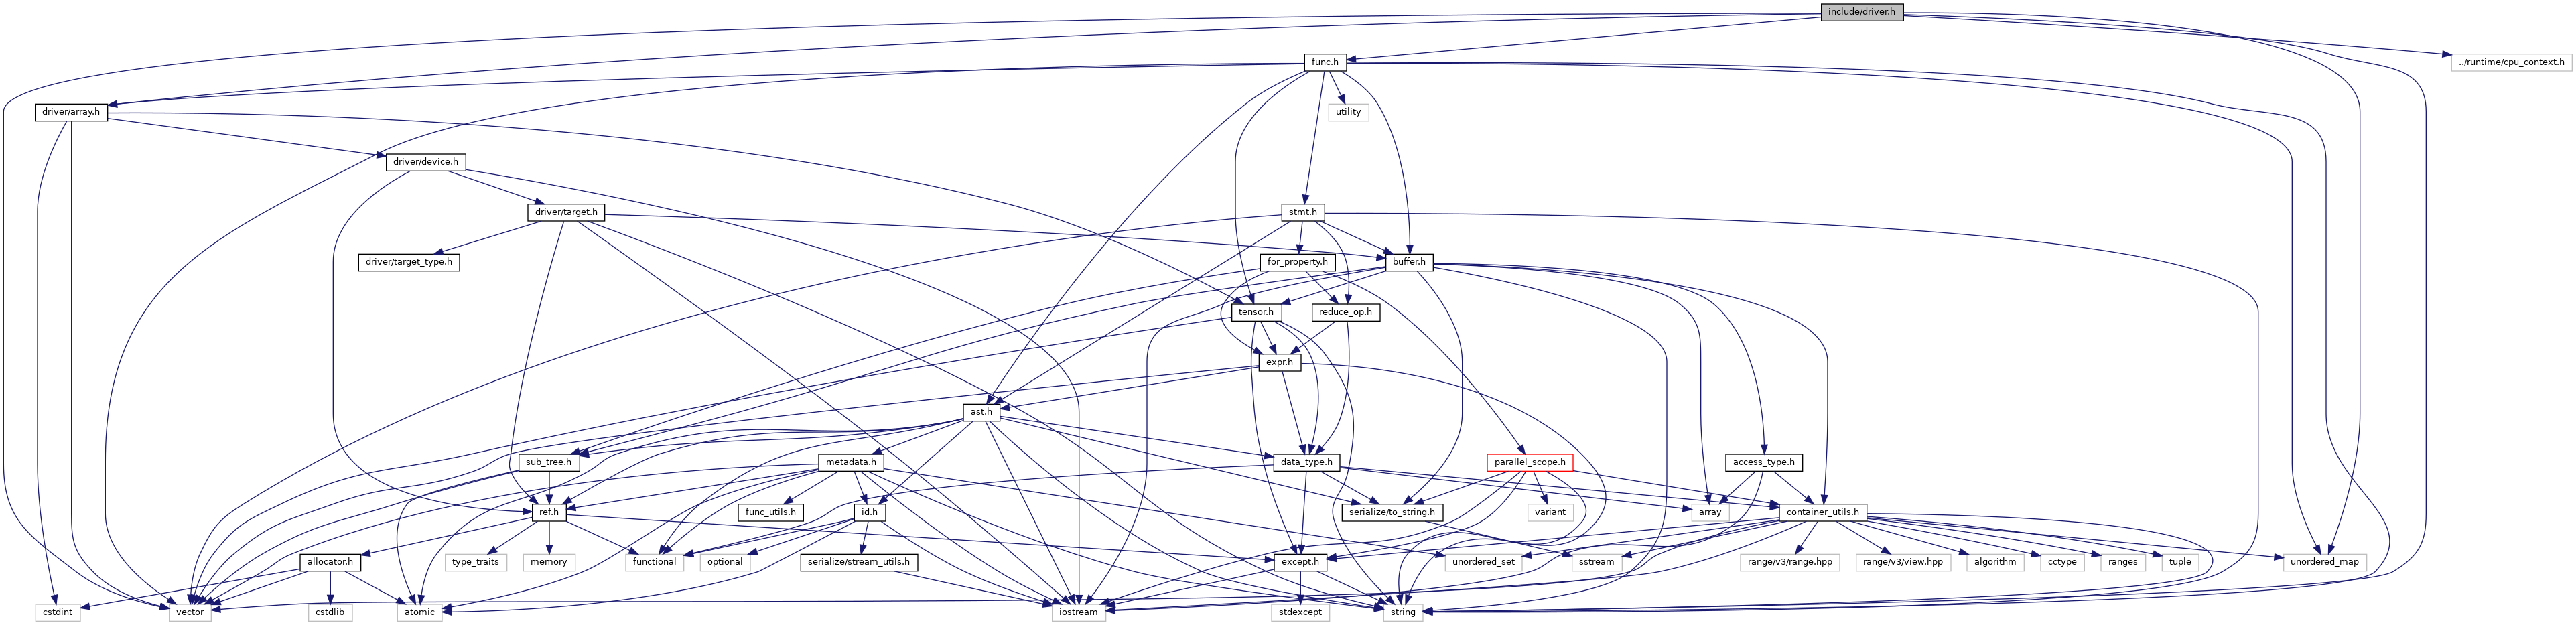 include/driver.h
func.h
../runtime/cpu_context.h
driver/array.h
utility
driver/device.h
driver/target.h
stmt.h
driver/target_type.h
for_property.h
buffer.h
tensor.h
reduce_op.h
expr.h
ast.h
sub_tree.h
metadata.h
data_type.h
parallel_scope.h
access_type.h
ref.h
func_utils.h
id.h
serialize/to_string.h
variant
array
container_utils.h
allocator.h
type_traits
memory
functional
optional
serialize/stream_utils.h
except.h
unordered_set
sstream
range/v3/range.hpp
range/v3/view.hpp
algorithm
cctype
ranges
tuple
unordered_map
cstdint
vector
cstdlib
atomic
iostream
stdexcept
string